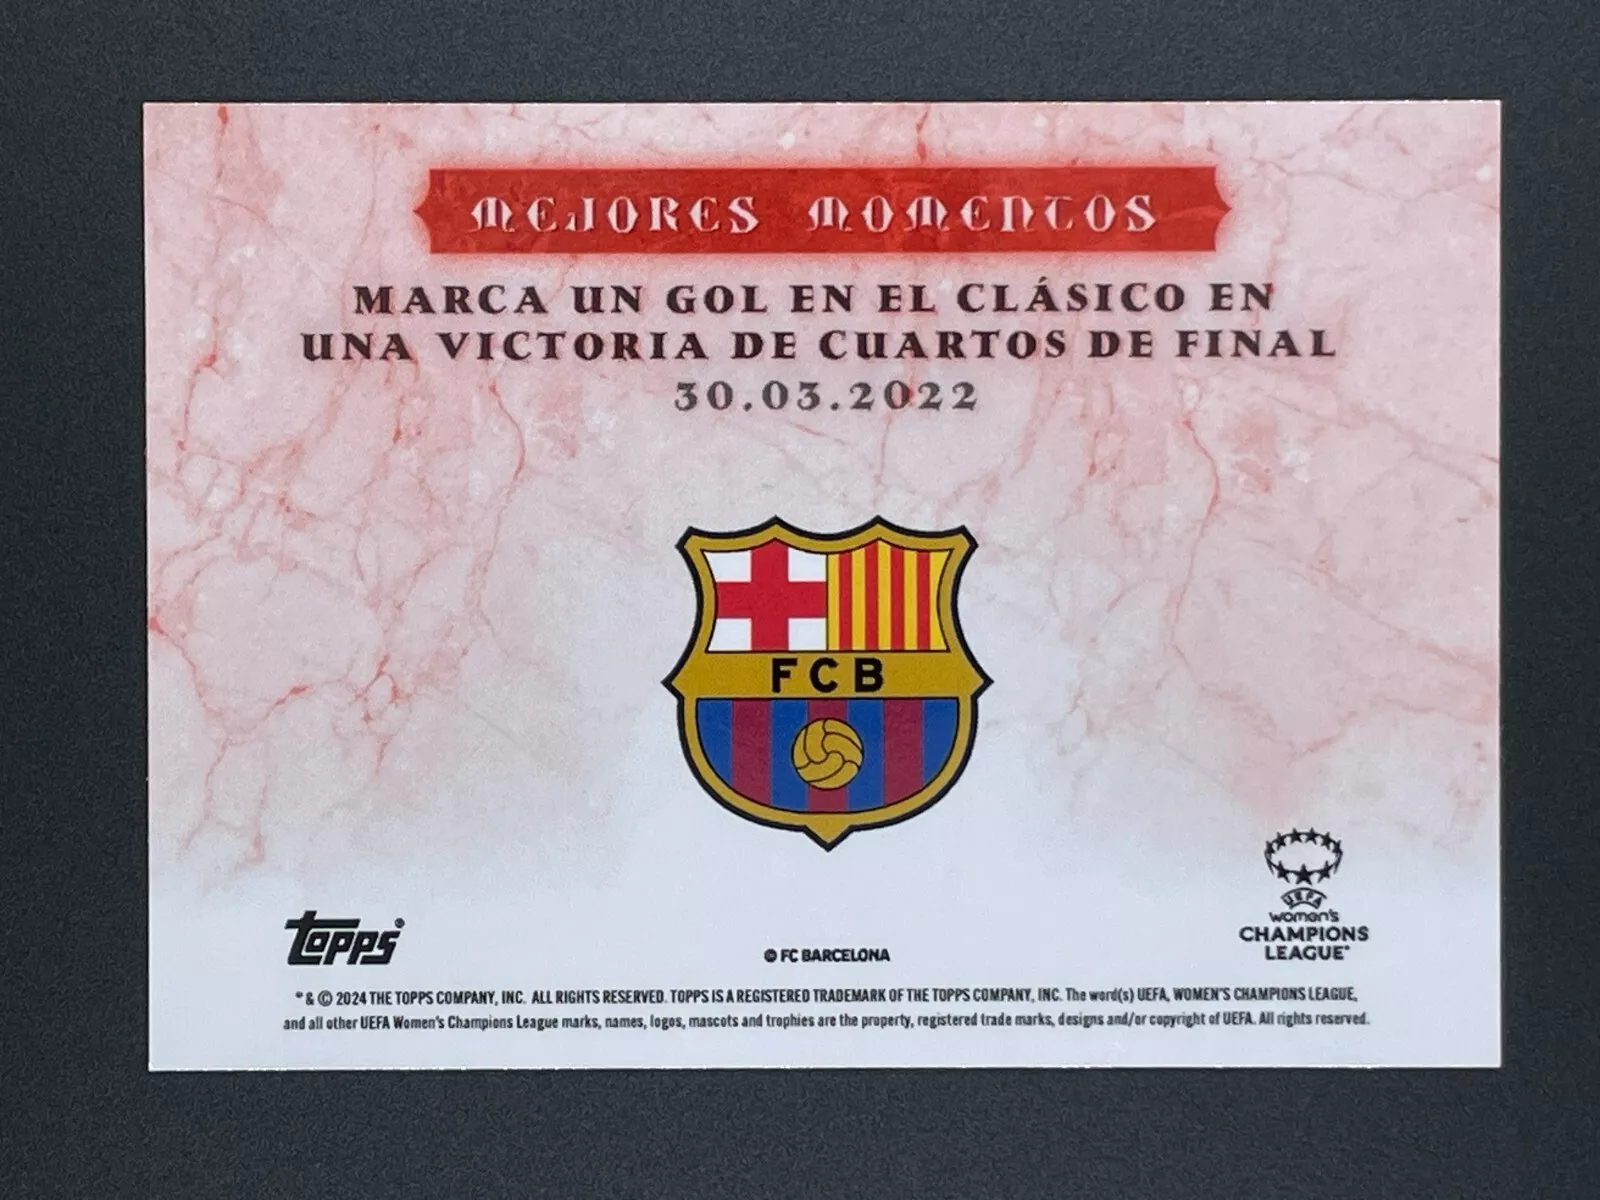 MEJORES MOMENTOS
MARCA UN GOL EN EL CLÁSICO EN
UNA VICTORIA DE CUARTOS DE FINAL
30.03.2022
FCB
Topps®
UEFA
women's
CHAMPIONS
LEAGUE®
© FC BARCELONA
® & © 2024 THE TOPPS COMPANY, INC. ALL RIGHTS RESERVED. TOPPS IS A REGISTERED TRADEMARK OF THE TOPPS COMPANY, INC. The word(s) UEFA, WOMEN'S CHAMPIONS LEAGUE,
and all other UEFA Women's Champions League marks, names, logos, mascots and trophies are the property, registered trade marks, designs and/or copyright of UEFA. All rights reserved.